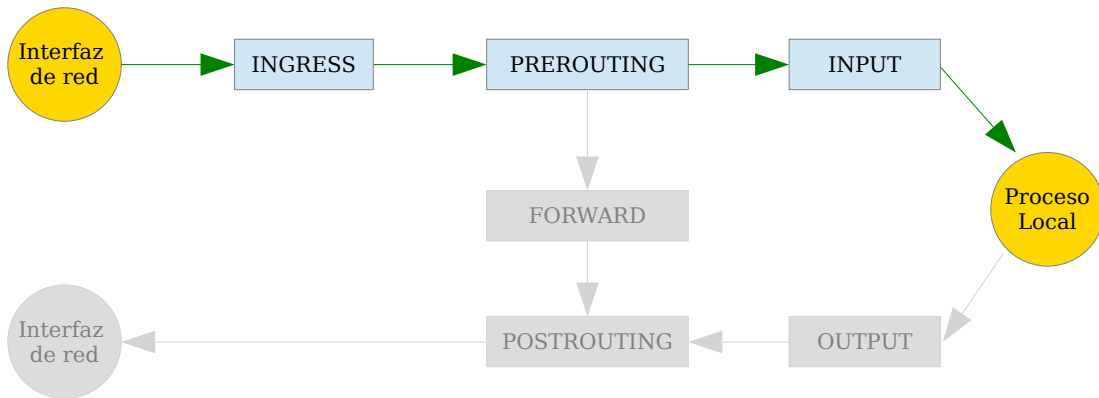 Interfaz
de red
INGRESS
PREROUTING
INPUT
Proceso
Local
FORWARD
Interfaz
de red
POSTROUTING
OUTPUT